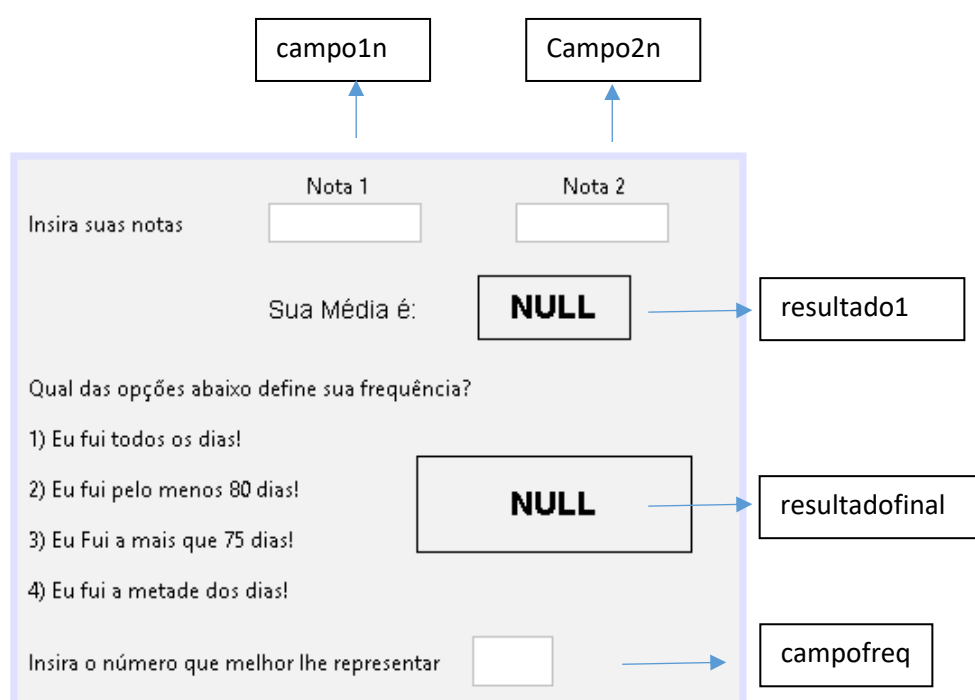 campo1n
Campo2n
Nota 1
Nota 2
Insira suas notas
Sua Média é:
NULL
resultado1
Qual das opções abaixo define sua frequência?
1) Eu fui todos os dias!
2) Eu fui pelo menos 80 dias!
NULL
resultadofinal
3) Eu Fui a mais que 75 dias!
4) Eu fui a metade dos dias!
Insira o número que melhor lhe representar
campofreq